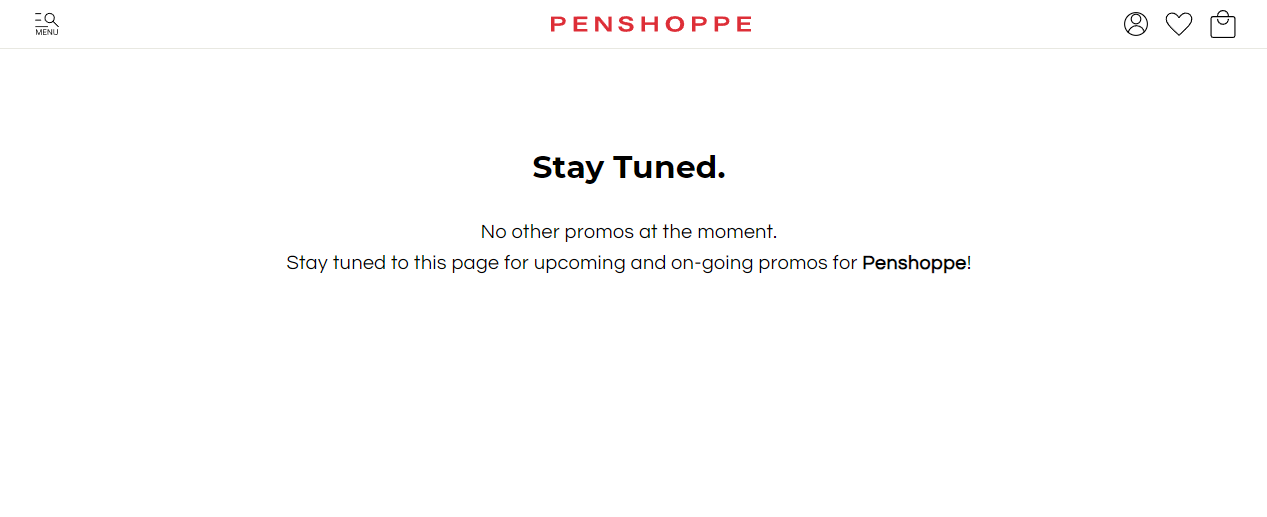 MENU
PENSHOPPE
Stay Tuned.
No other promos at the moment.
Stay tuned to this page for upcoming and on-going promos for Penshoppe!